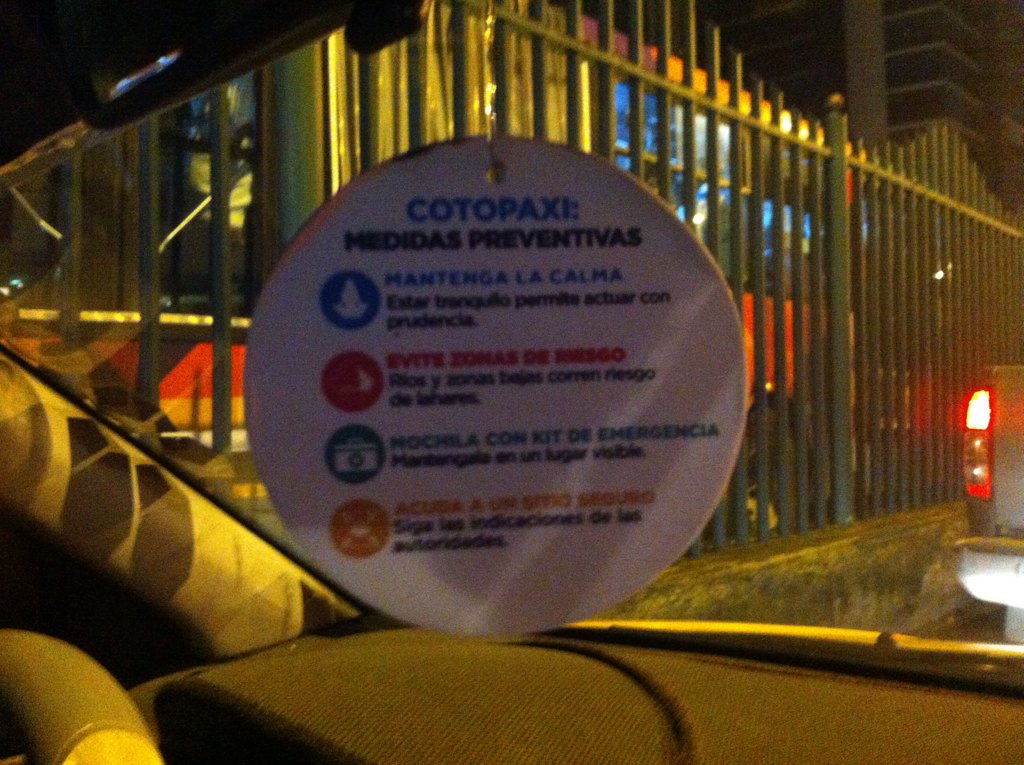 COTOPAXI:
MEDIDAS PREVENTIVAS
MANTENGA LA CALMA
Estar tranquilo permite actuar con
prudencia.
EVITE ZONAS DE RIESGO
Ríos y zonas bajas corren riesgo
de lahares.
MOCHILA CON KIT DE EMERGENCIA
Mantengala en un lugar visible.
ACUDA A UN SITIO SEGURO
Siga las indicaciones de las
autoridades.